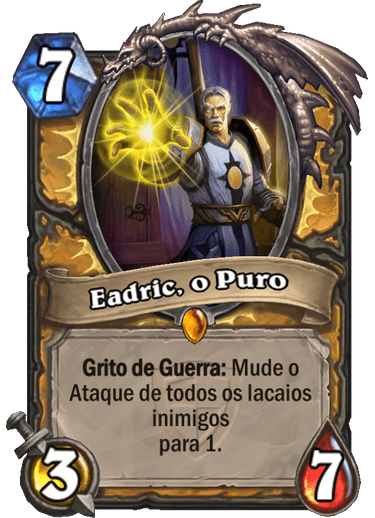 7
Eadric, o Puro
Grito de Guerra: Mude o
Ataque de todos os lacaios
inimigos
para 1.
3
7